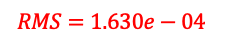 RMS = 1.630e − 04